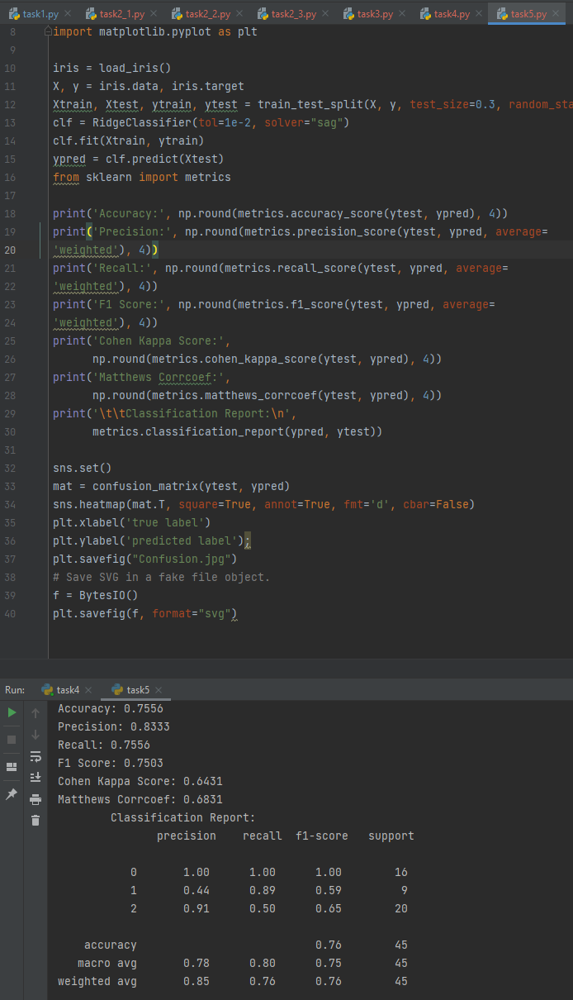 task1.py task2_1.py task2_2.py task2_3.py task3.py task4.py task5.py
8 import matplotlib.pyplot as plt
9
10 iris = load_iris()
11 X, y = iris.data, iris.target
12 Xtrain, Xtest, ytrain, ytest = train_test_split(X, y, test_size=0.3, random_sta
13 clf = RidgeClassifier(tol=1e-2, solver="sag")
14 clf.fit(Xtrain, ytrain)
15 ypred = clf.predict(Xtest)
16 from sklearn import metrics
17
18 print('Accuracy:', np.round(metrics.accuracy_score(ytest, ypred), 4))
19 print('Precision:', np.round(metrics.precision_score(ytest, ypred, average=
20 'weighted'), 4))
21 print('Recall:', np.round(metrics.recall_score(ytest, ypred, average=
22 'weighted'), 4))
23 print('F1 Score:', np.round(metrics.f1_score(ytest, ypred, average=
24 'weighted'), 4))
25 print('Cohen Kappa Score:',
26 np.round(metrics.cohen_kappa_score(ytest, ypred), 4))
27 print('Matthews Corrcoef:',
28 np.round(metrics.matthews_corrcoef(ytest, ypred), 4))
29 print('\t\tClassification Report:\n',
30 metrics.classification_report(ypred, ytest))
31
32 sns.set()
33 mat = confusion_matrix(ytest, ypred)
34 sns.heatmap(mat.T, square=True, annot=True, fmt='d', cbar=False)
35 plt.xlabel('true label')
36 plt.ylabel('predicted label');
37 plt.savefig("Confusion.jpg")
38 # Save SVG in a fake file object.
39 f = BytesIO()
40 plt.savefig(f, format="svg")
Run: task4 task5
Accuracy: 0.7556
Precision: 0.8333
Recall: 0.7556
F1 Score: 0.7503
Cohen Kappa Score: 0.6431
Matthews Corrcoef: 0.6831
Classification Report:
precision recall f1-score support
0 1.00 1.00 1.00 16
1 0.44 0.89 0.59 9
2 0.91 0.50 0.65 20
accuracy 0.76 45
macro avg 0.78 0.80 0.75 45
weighted avg 0.85 0.76 0.76 45